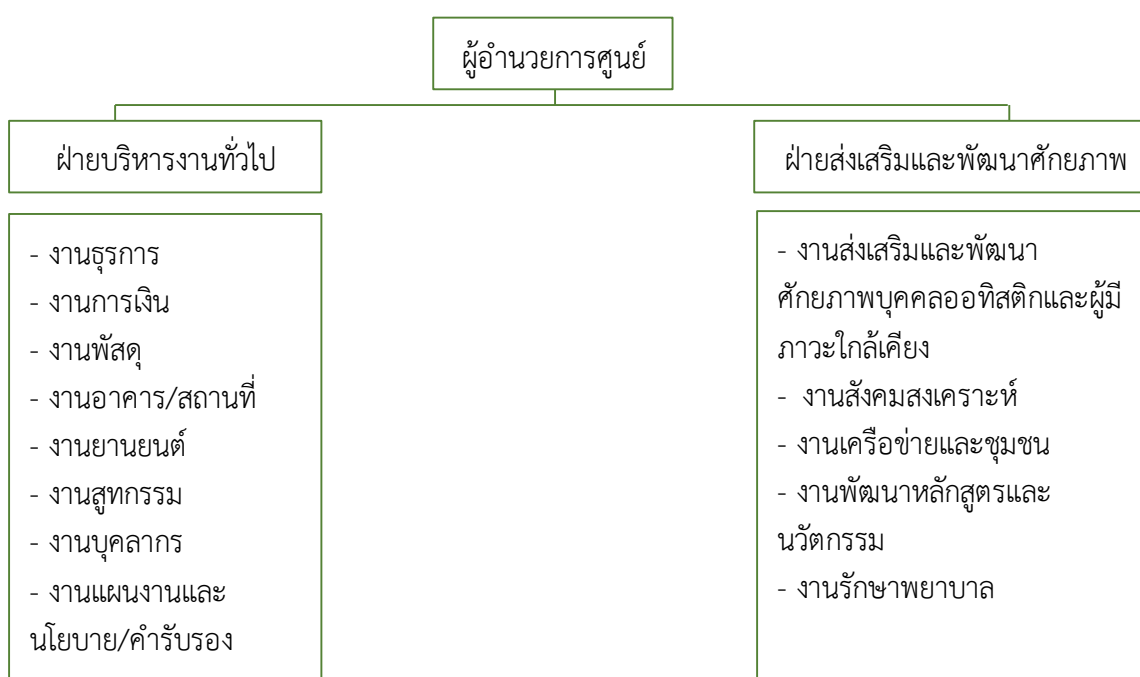 ผู้อำนวยการศูนย์
ฝ่ายบริหารงานทั่วไป
- งานธุรการ
- งานการเงิน
- งานพัสดุ
- งานอาคาร/สถานที่
- งานยานยนต์
- งานสูทกรรม
- งานบุคลากร
- งานแผนงานและ
นโยบาย/คำรับรอง
ฝ่ายส่งเสริมและพัฒนาศักยภาพ
- งานส่งเสริมและพัฒนา
ศักยภาพบุคคลออทิสติกและผู้มี
ภาวะใกล้เคียง
- งานสังคมสงเคราะห์
- งานเครือข่ายและชุมชน
- งานพัฒนาหลักสูตรและ
นวัตกรรม
- งานรักษาพยาบาล